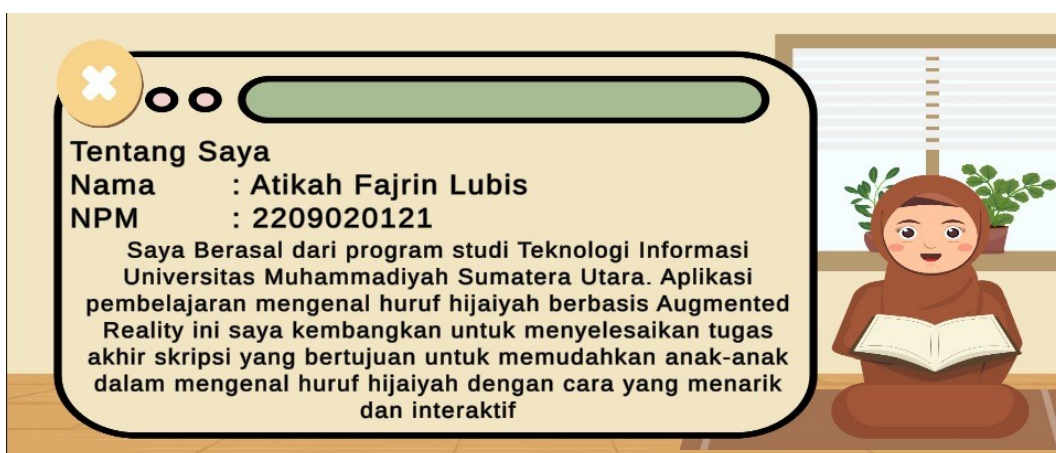 Tentang Saya
Nama : Atikah Fajrin Lubis
NPM : 2209020121
Saya Berasal dari program studi Teknologi Informasi
Universitas Muhammadiyah Sumatera Utara. Aplikasi
pembelajaran mengenal huruf hijaiyah berbasis Augmented
Reality ini saya kembangkan untuk menyelesaikan tugas
akhir skripsi yang bertujuan untuk memudahkan anak-anak
dalam mengenal huruf hijaiyah dengan cara yang menarik
dan interaktif